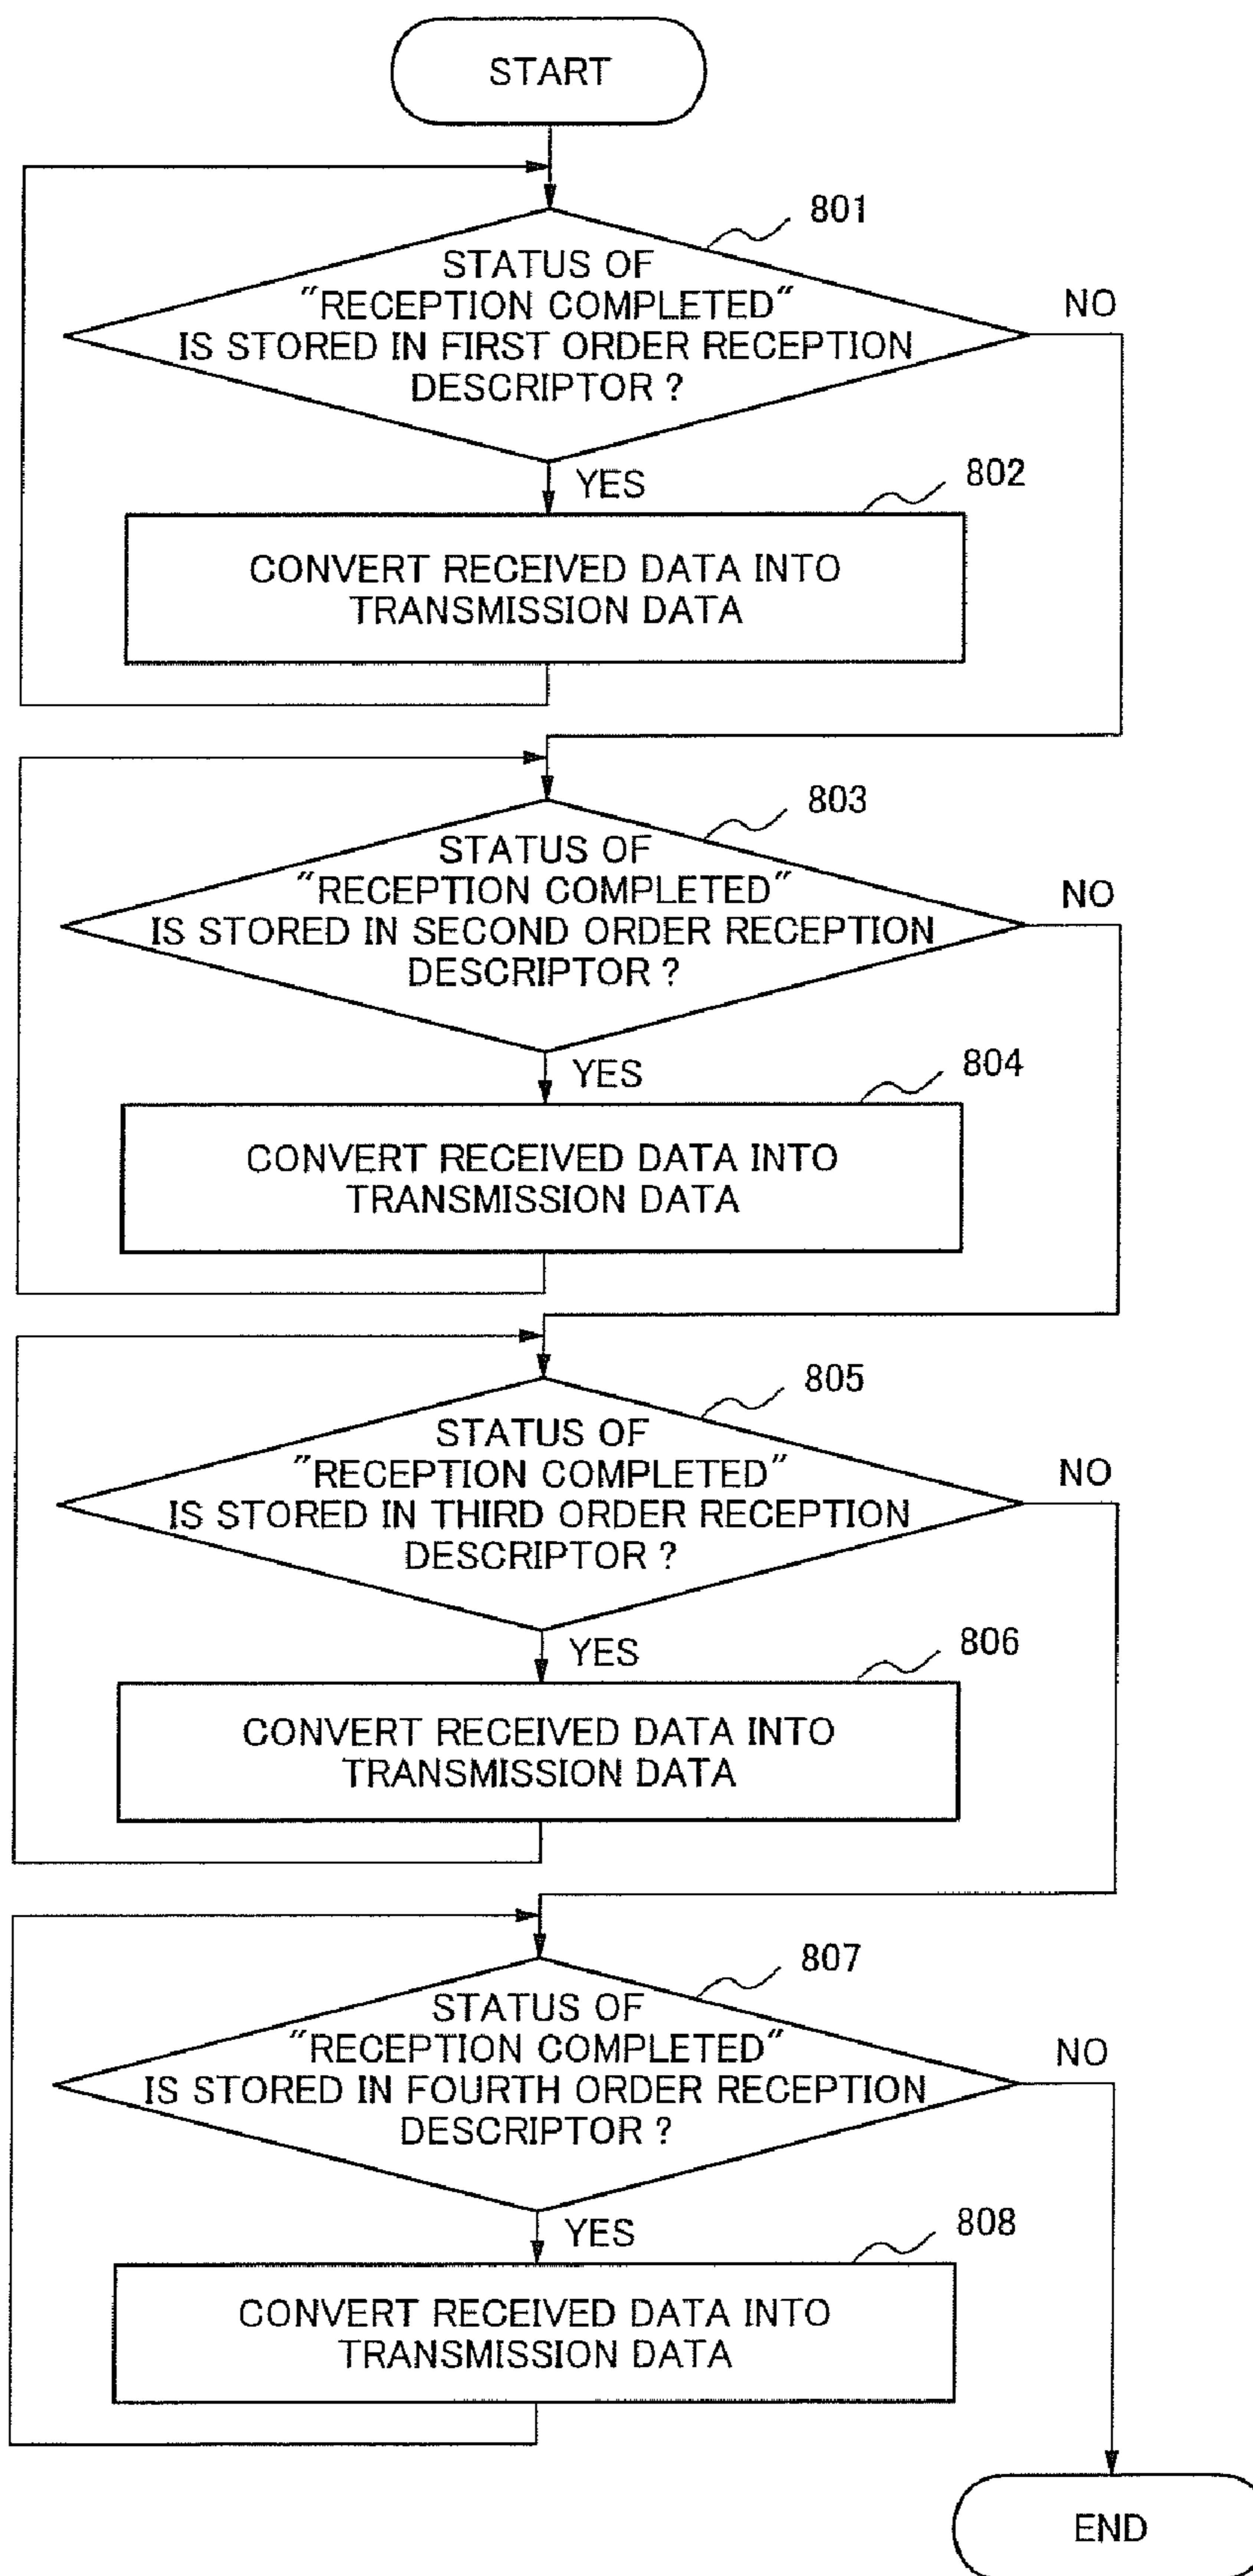 START
801
STATUS OF
"RECEPTION COMPLETED"
IS STORED IN FIRST ORDER RECEPTION
DESCRIPTOR ?
NO
YES
802
CONVERT RECEIVED DATA INTO
TRANSMISSION DATA
803
STATUS OF
"RECEPTION COMPLETED"
IS STORED IN SECOND ORDER RECEPTION
DESCRIPTOR ?
NO
YES
804
CONVERT RECEIVED DATA INTO
TRANSMISSION DATA
805
STATUS OF
"RECEPTION COMPLETED"
IS STORED IN THIRD ORDER RECEPTION
DESCRIPTOR ?
NO
YES
806
CONVERT RECEIVED DATA INTO
TRANSMISSION DATA
807
STATUS OF
"RECEPTION COMPLETED"
IS STORED IN FOURTH ORDER RECEPTION
DESCRIPTOR ?
NO
YES
808
CONVERT RECEIVED DATA INTO
TRANSMISSION DATA
END